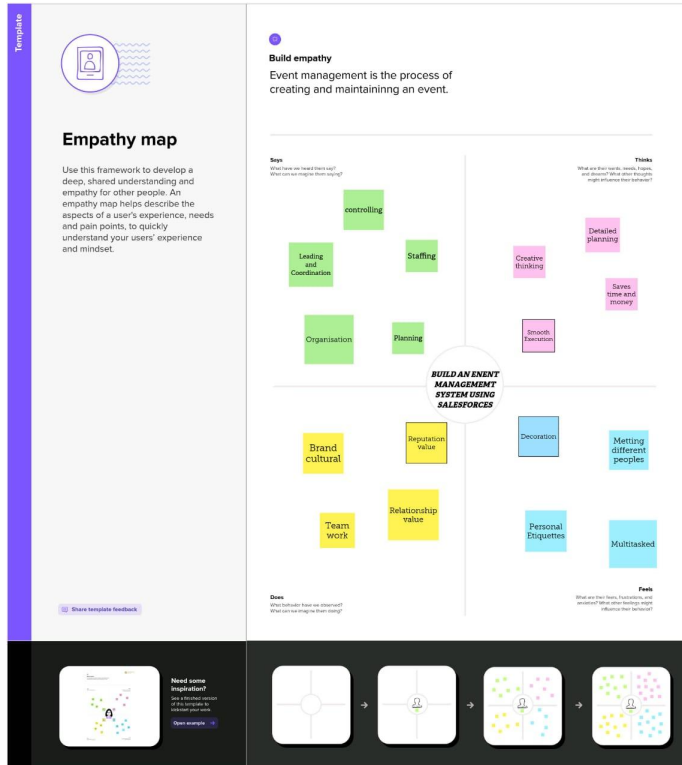 Template
Empathy map
Use this framework to develop a
deep, shared understanding and
empathy for other people. An
empathy map helps describe the
aspects of a user's experience, needs
and pain points, to quickly
understand your users' experience
and mindset.
Share template feedback
Build empathy
Event management is the process of
creating and maintaininng an event.
Says
What have we heard them say?
What can we imagine them saying?
Thinks
What are their wants, needs, hopes,
and dreams? What other thoughts
might influence their behavior?
controlling
Leading
and
Coordination
Staffing
Organisation
Planning
Creative
thinking
Detailed
planning
Saves
time and
money
Smooth
Execution
BUILD AN ENENT
MANAGEMEMT
SYSTEM USING
SALESFORCES
Brand
cultural
Reputation
value
Team
work
Relationship
value
Decoration
Metting
different
peoples
Personal
Etiquettes
Multitasked
Does
What behavior have we observed?
What can we imagine them doing?
Feels
What are their fears, frustrations, and
anxieties? What other feelings might
influence their behavior?
Need some
inspiration?
See a finished version
of this template to
kickstart your work.
Open example